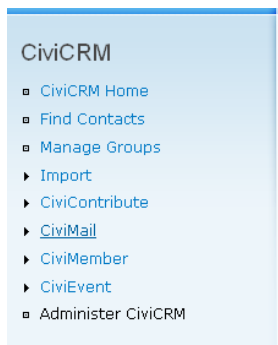 CiviCRM
CiviCRM Home
Find Contacts
Manage Groups
Import
CiviContribute
CiviMail
CiviMember
CiviEvent
Administer CiviCRM